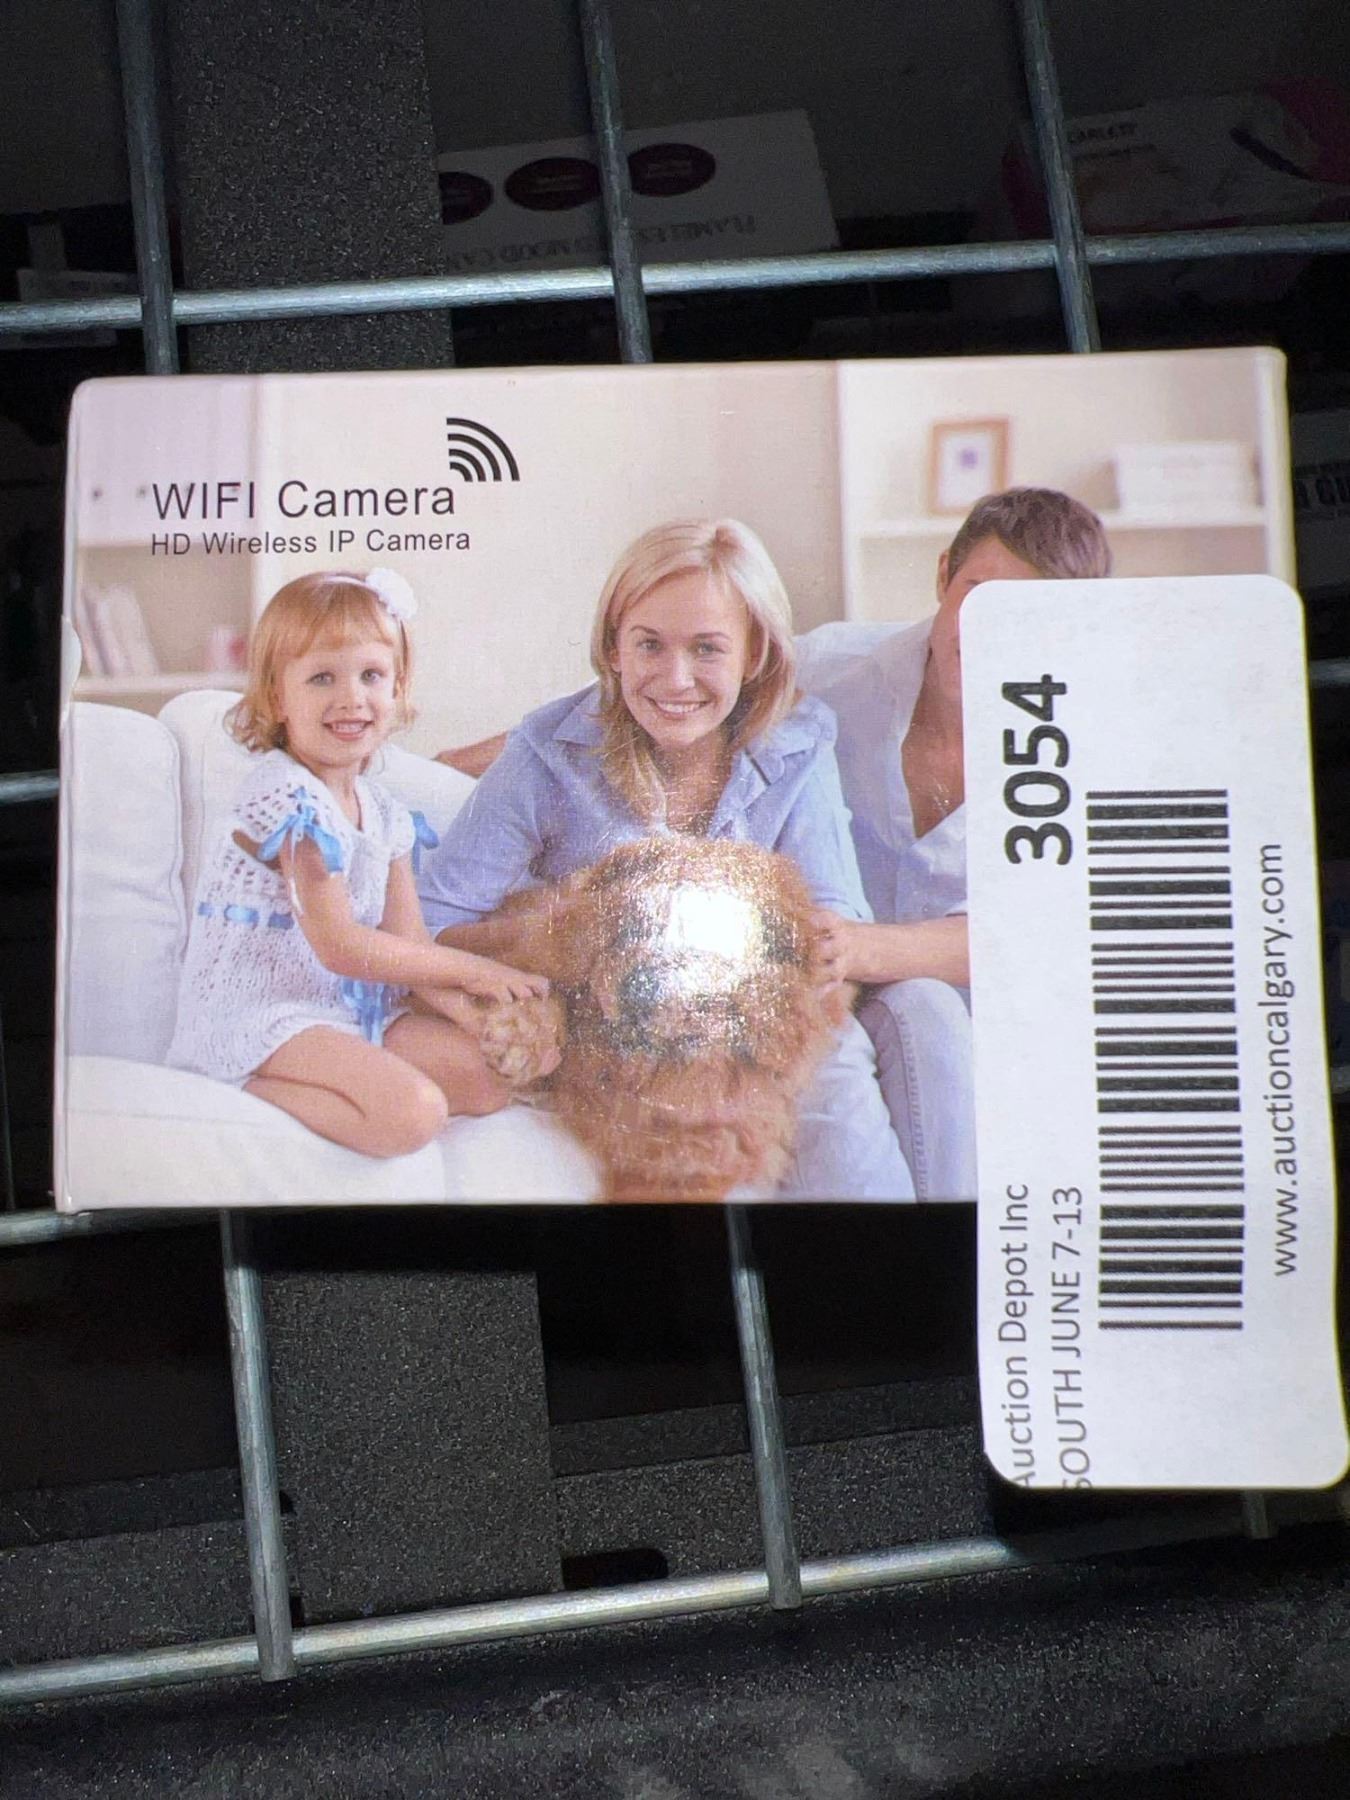 WIFI Camera
HD Wireless IP Camera
3054
Auction Depot Inc
SOUTH JUNE 7-13
www.auctioncalgary.com